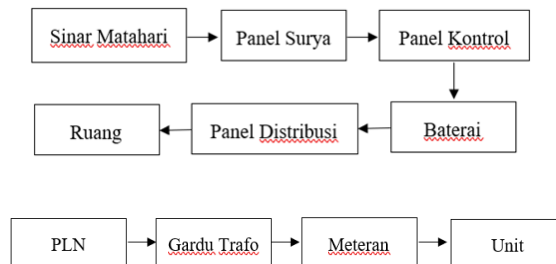 Sinar Matahari
Panel Surya
Panel Kontrol
Baterai
Panel Distribusi
Ruang
PLN
Gardu Trafo
Meteran
Unit